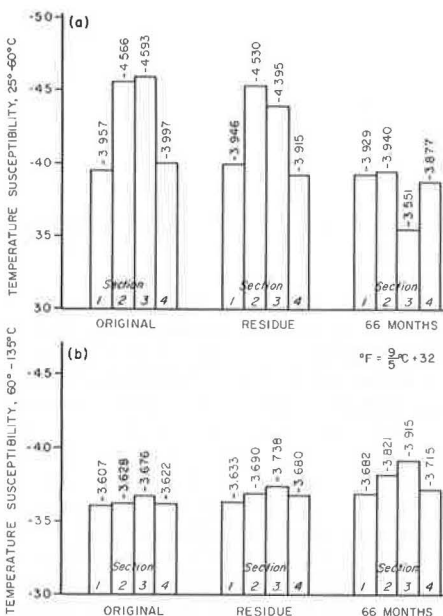 (a)
TEMPERATURE SUSCEPTIBILITY, 25°-60°C
-50
-45
-40
35
30
-3 957
-4 566
-4 593
-3 997
-3 946
-4 530
-4 395
-3 915
-3 929
-3 940
-3 551
-3 877
Section
1 2 3 4
Section
1 2 3 4
Section
1 2 3 4
ORIGINAL RESIDUE 66 MONTHS
(b)
°F = 9/5 °C + 32
TEMPERATURE SUSCEPTIBILITY, 60°-135°C
-4.5
-4.0
-3.5
-3.0
-3.607
-3.628
-3.676
-3.622
-3.633
-3.690
-3 738
-3.680
-3.682
-3.821
-3 915
-3 715
Section
1 2 3 4
Section
1 2 3 4
Section
1 2 3 4
ORIGINAL RESIDUE 66 MONTHS